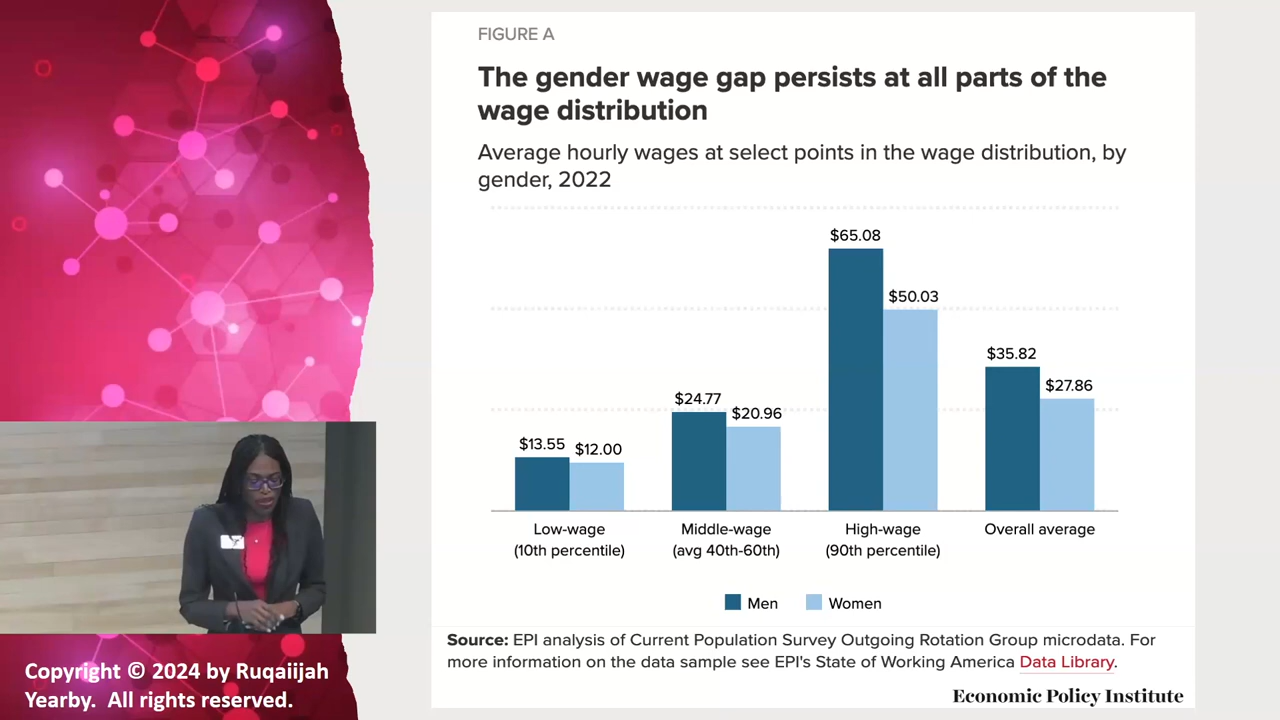 FIGURE A
The gender wage gap persists at all parts of the
wage distribution
Average hourly wages at select points in the wage distribution, by
gender, 2022
$65.08
$50.03
$35.82
$27.86
$24.77
$20.96
$13.55
$12.00
Low-wage
(10th percentile)
Middle-wage
(avg 40th-60th)
High-wage
(90th percentile)
Overall average
Men
Women
Source: EPI analysis of Current Population Survey Outgoing Rotation Group microdata. For
more information on the data sample see EPI's State of Working America Data Library.
Economic Policy Institute
Copyright © 2024 by Ruqaiijah
Yearby. All rights reserved.